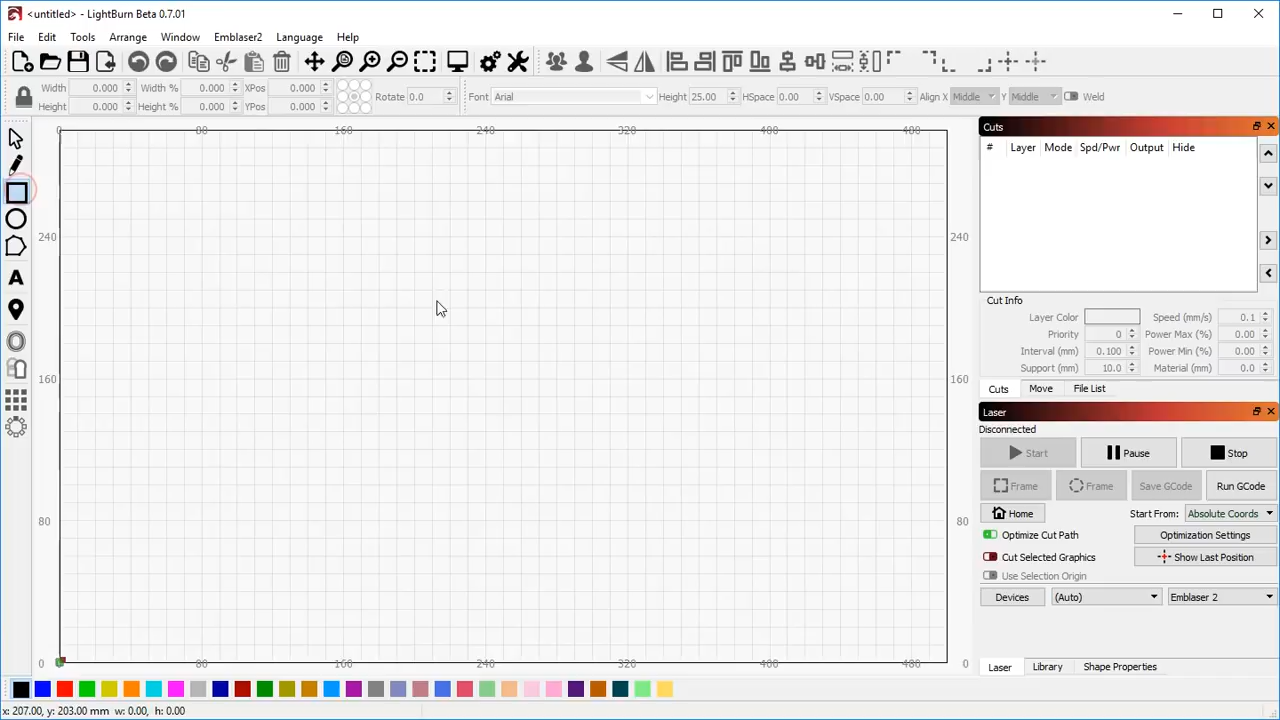 <untitled> - LightBurn Beta 0.7.01
File Edit Tools Arrange Window Emblaser2 Language Help
Width 0.000 Width % 0.000 XPos 0.000 Rotate 0.0 Font Arial Height 25.00 HSpace 0.00 VSpace 0.00 Align X Middle Y Middle Weld
Height 0.000 Height % 0.000 YPos 0.000
0 80 160 240 320 400 480
240 240
160 160
80 80
0 0
A
Cuts
# Layer Mode Spd/Pwr Output Hide
Cut Info
Layer Color Speed (mm/s) 0.1
Priority 0 Power Max (%) 0.00
Interval (mm) 0.100 Power Min (%) 0.00
Support (mm) 10.0 Material (mm) 0.0
Cuts Move File List
Laser
Disconnected
Start Pause Stop
Frame Frame Save GCode Run GCode
Home Start From: Absolute Coords
Optimize Cut Path Optimization Settings
Cut Selected Graphics Show Last Position
Use Selection Origin
Devices (Auto) Emblaser 2
Laser Library Shape Properties
x: 207.00, y: 203.00 mm w: 0.00, h: 0.00